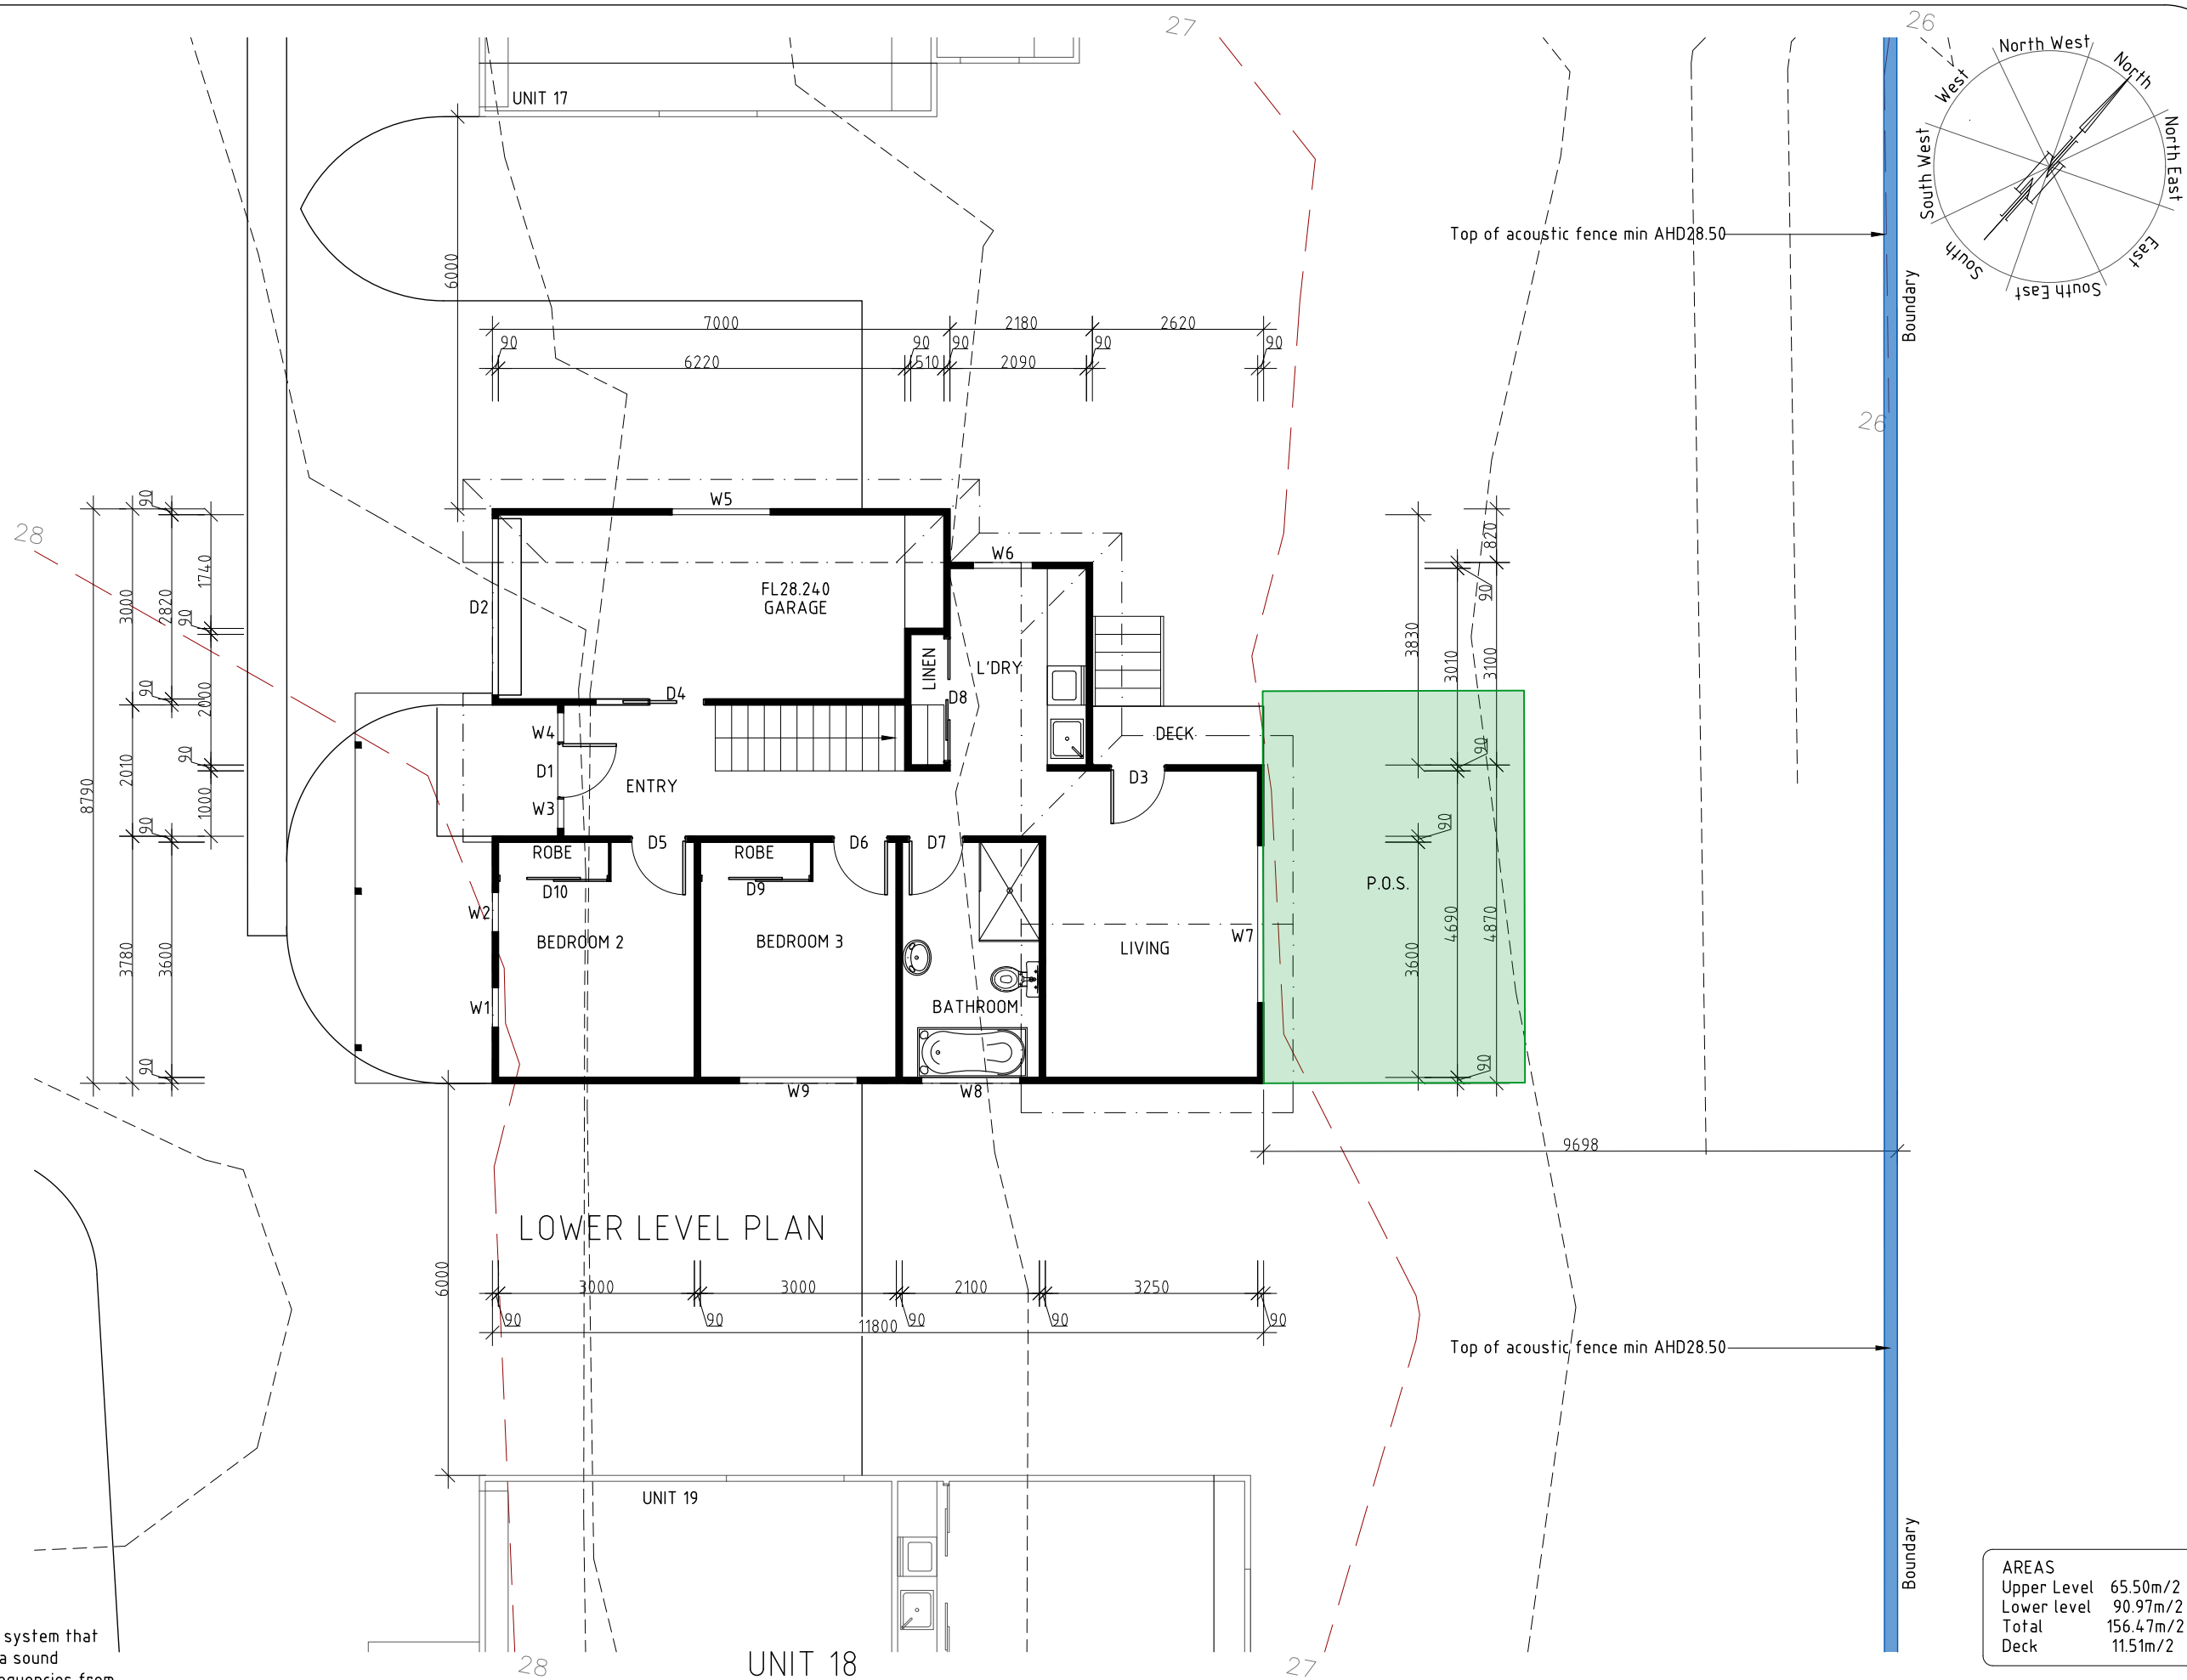 27
26
North West
North
West
North East
South West
East
South
South East
UNIT 17
Top of acoustic fence min AHD28.50
Boundary
6000
7000
2180
2620
90
90
90
90
90
6220
510
2090
26
28
W5
W6
FL28.240
GARAGE
D2
LINEN
L'DRY
D4
D8
W4
DECK
D1
D3
ENTRY
W3
D5
D6
D7
ROBE
ROBE
D10
D9
W2
BEDROOM 2
BEDROOM 3
LIVING
W7
P.O.S.
W1
BATHROOM
W9
W8
8790
3000
2010
3780
90
2820
90
90
3600
90
1740
90
2000
90
1000
3830
90
3600
3010
90
4690
90
820
90
3100
4870
90
9698
LOWER LEVEL PLAN
6000
3000
3000
2100
3250
90
90
90
90
90
11800
Top of acoustic fence min AHD28.50
UNIT 19
Boundary
AREAS
Upper Level 65.50m/2
Lower level 90.97m/2
Total 156.47m/2
Deck 11.51m/2
system that
a sound
28
UNIT 18
27